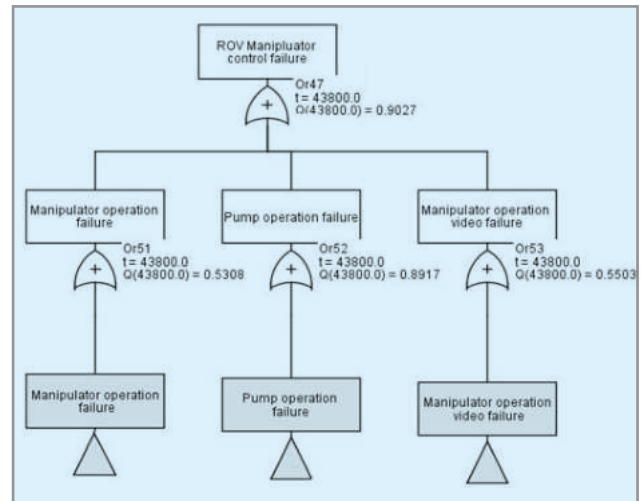 ROV Manipluator
control failure
Or47
t = 43800.0
Q(43800.0) = 0.9027
+
Manipulator operation
failure
Or51
t = 43800.0
Q(43800.0) = 0.5308
+
Pump operation failure
Or52
t = 43800.0
Q(43800.0) = 0.8917
+
Manipulator operation
video failure
Or53
t = 43800.0
Q(43800.0) = 0.5503
+
Manipulator operation
failure
Pump operation
failure
Manipulator operation
video failure